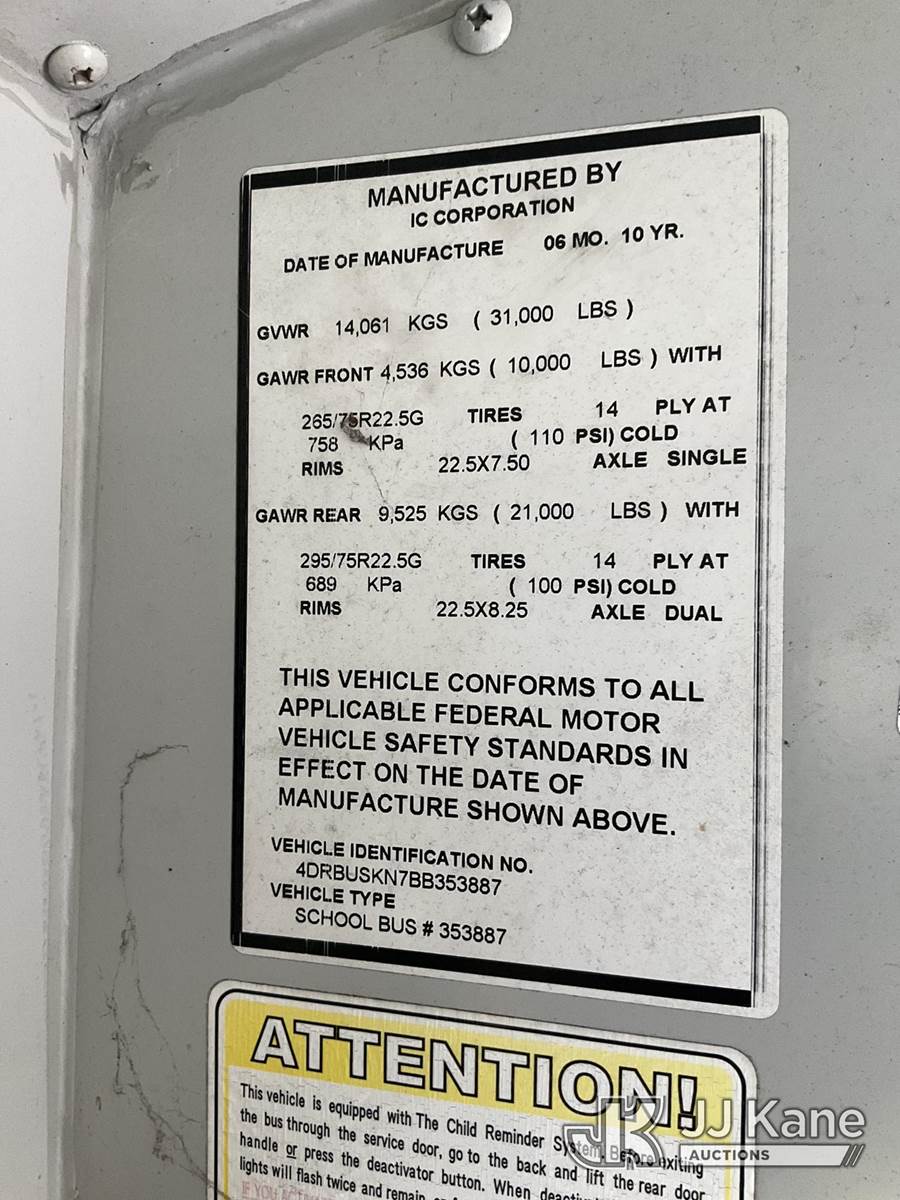 MANUFACTURED BY
IC CORPORATION
DATE OF MANUFACTURE 06 MO. 10 YR.
GVWR 14,061 KGS ( 31,000 LBS )
GAWR FRONT 4,536 KGS ( 10,000 LBS ) WITH
265/75R22.5G TIRES 14 PLY AT
758 KPa ( 110 PSI) COLD
RIMS 22.5X7.50 AXLE SINGLE
GAWR REAR 9,525 KGS ( 21,000 LBS ) WITH
295/75R22.5G TIRES 14 PLY AT
689 KPa ( 100 PSI) COLD
RIMS 22.5X8.25 AXLE DUAL
THIS VEHICLE CONFORMS TO ALL
APPLICABLE FEDERAL MOTOR
VEHICLE SAFETY STANDARDS IN
EFFECT ON THE DATE OF
MANUFACTURE SHOWN ABOVE.
VEHICLE IDENTIFICATION NO.
4DRBUSKN7BB353887
VEHICLE TYPE
SCHOOL BUS # 353887
ATTENTION!
This vehicle is equipped with The Child Reminder System. Before exiting
the bus through the service door, go to the back and lift the rear door
handle or press the deactivator button. When
lights will flash twice and remain
IF YOU
JK JJ Kane
AUCTIONS